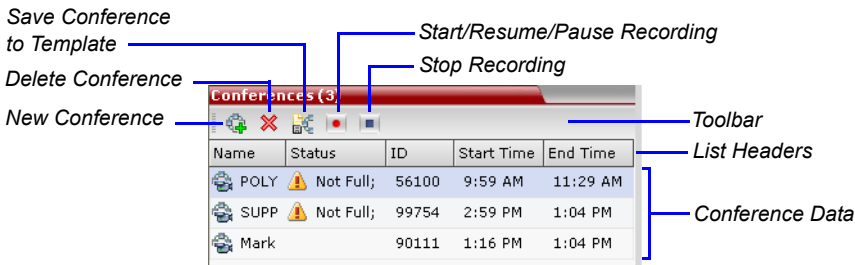 Save Conference
to Template
Start/Resume/Pause Recording
Delete Conference
Stop Recording
New Conference
Conferences (3)
Toolbar
List Headers
Name Status ID Start Time End Time
POLY Not Full; 56100 9:59 AM 11:29 AM
SUPP Not Full; 99754 2:59 PM 1:04 PM
Mark 90111 1:16 PM 1:04 PM
Conference Data